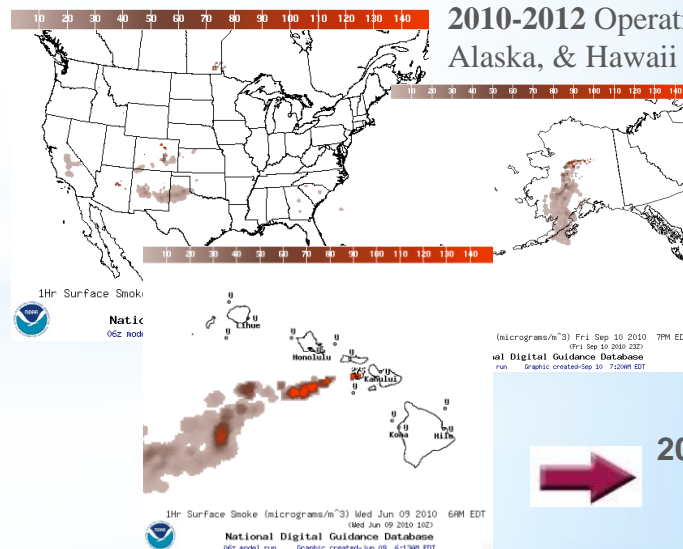 2010-2012 Operati
Alaska, & Hawaii
10 20 30 40 50 60 70 80 90 100 110 120 140
10 20 30 40 50 60 70 80 90 100 110 120 130 140
1Hr Surface Smok
NOAA
Natio
06z mode
10 20 30 40 50 60 70 80 90 100 110 120 130 140
Lihue
Honolulu
Kahului
Kona
Hilo
1Hr Surface Smoke (micrograms/m^3) Wed Jun 09 2010 6AM EDT
(Wed Jun 09 2010 10Z)
National Digital Guidance Database
06z model run Graphic created-Jun 09 6:13AM EDT
(micrograms/m^3) Fri Sep 10 2010 7PM ED
(Fri Sep 10 2010 23Z)
al Digital Guidance Database
run Graphic created-Sep 10 7:20AM EDT
20